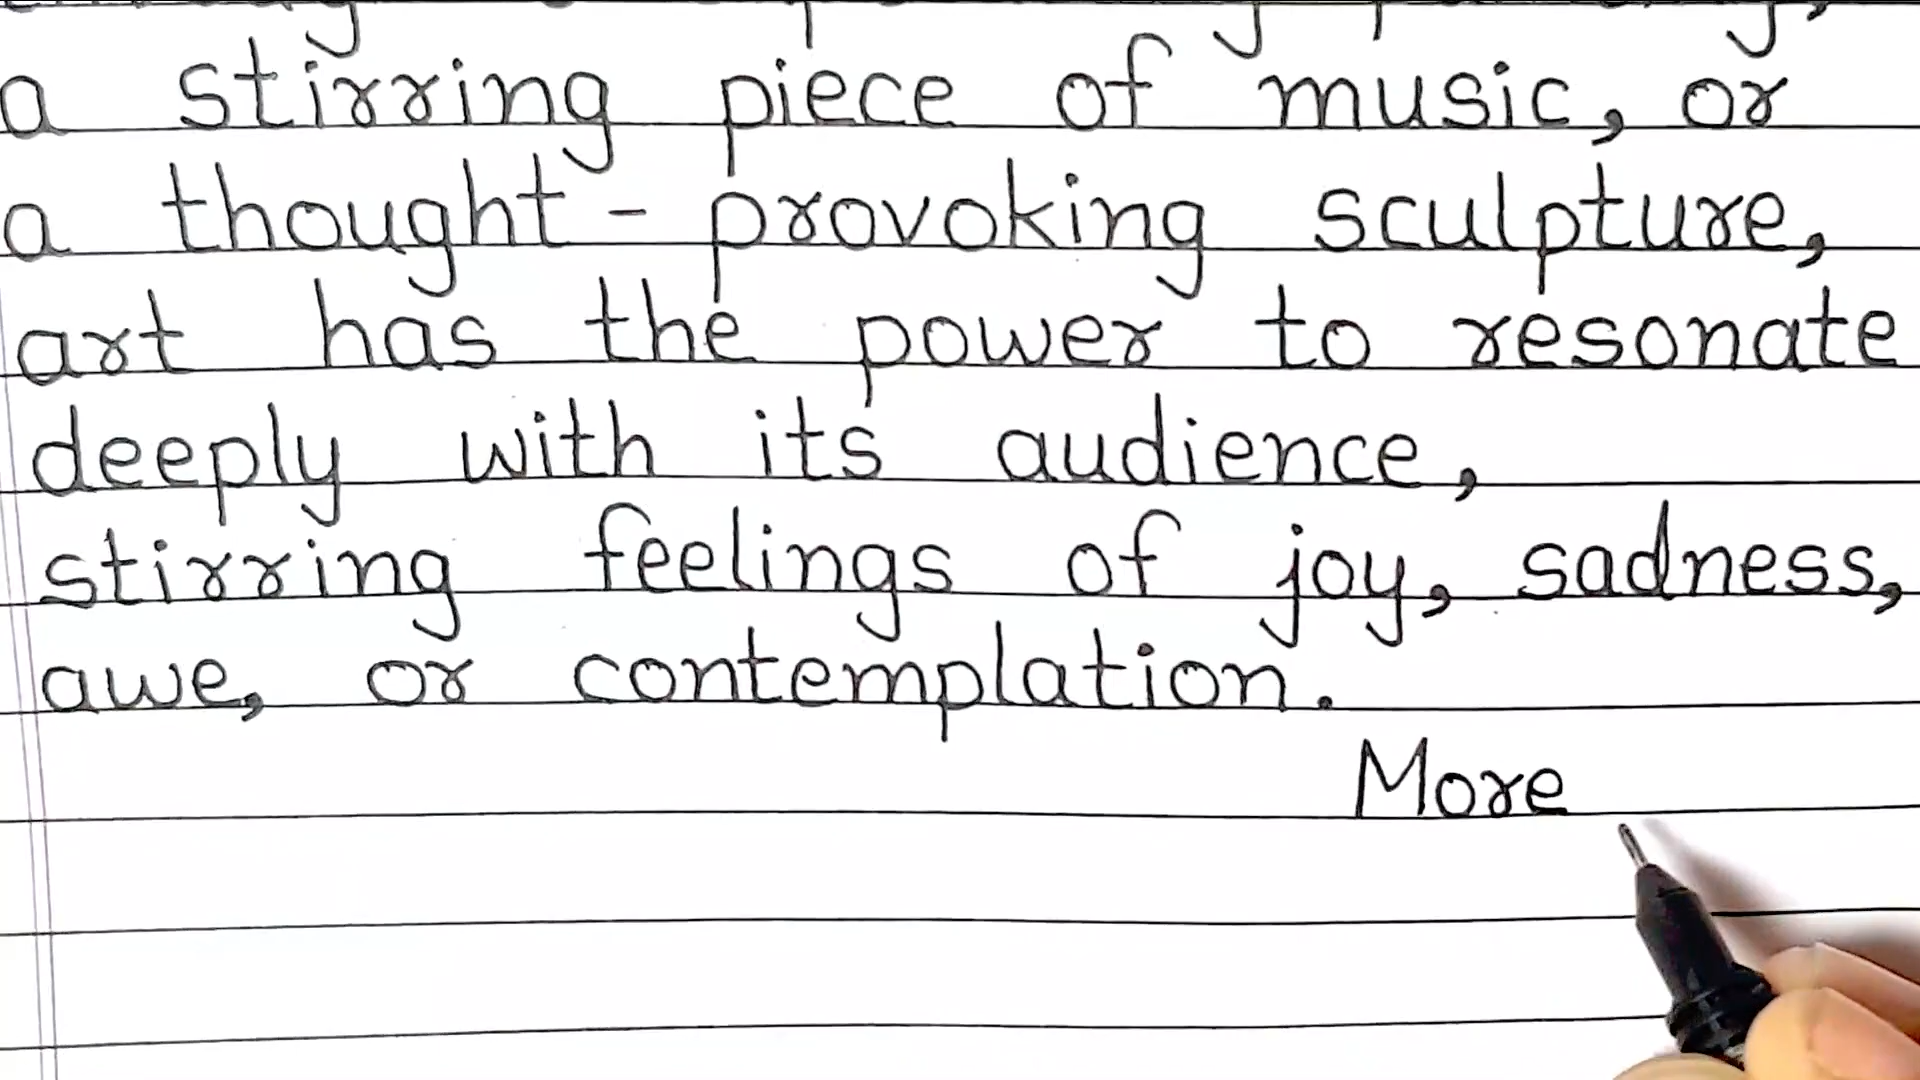 a stirring piece of music, or
a thought - provoking sculpture,
art has the power to resonate
deeply with its audience,
stirring feelings of joy, sadness,
awe, or contemplation.
More